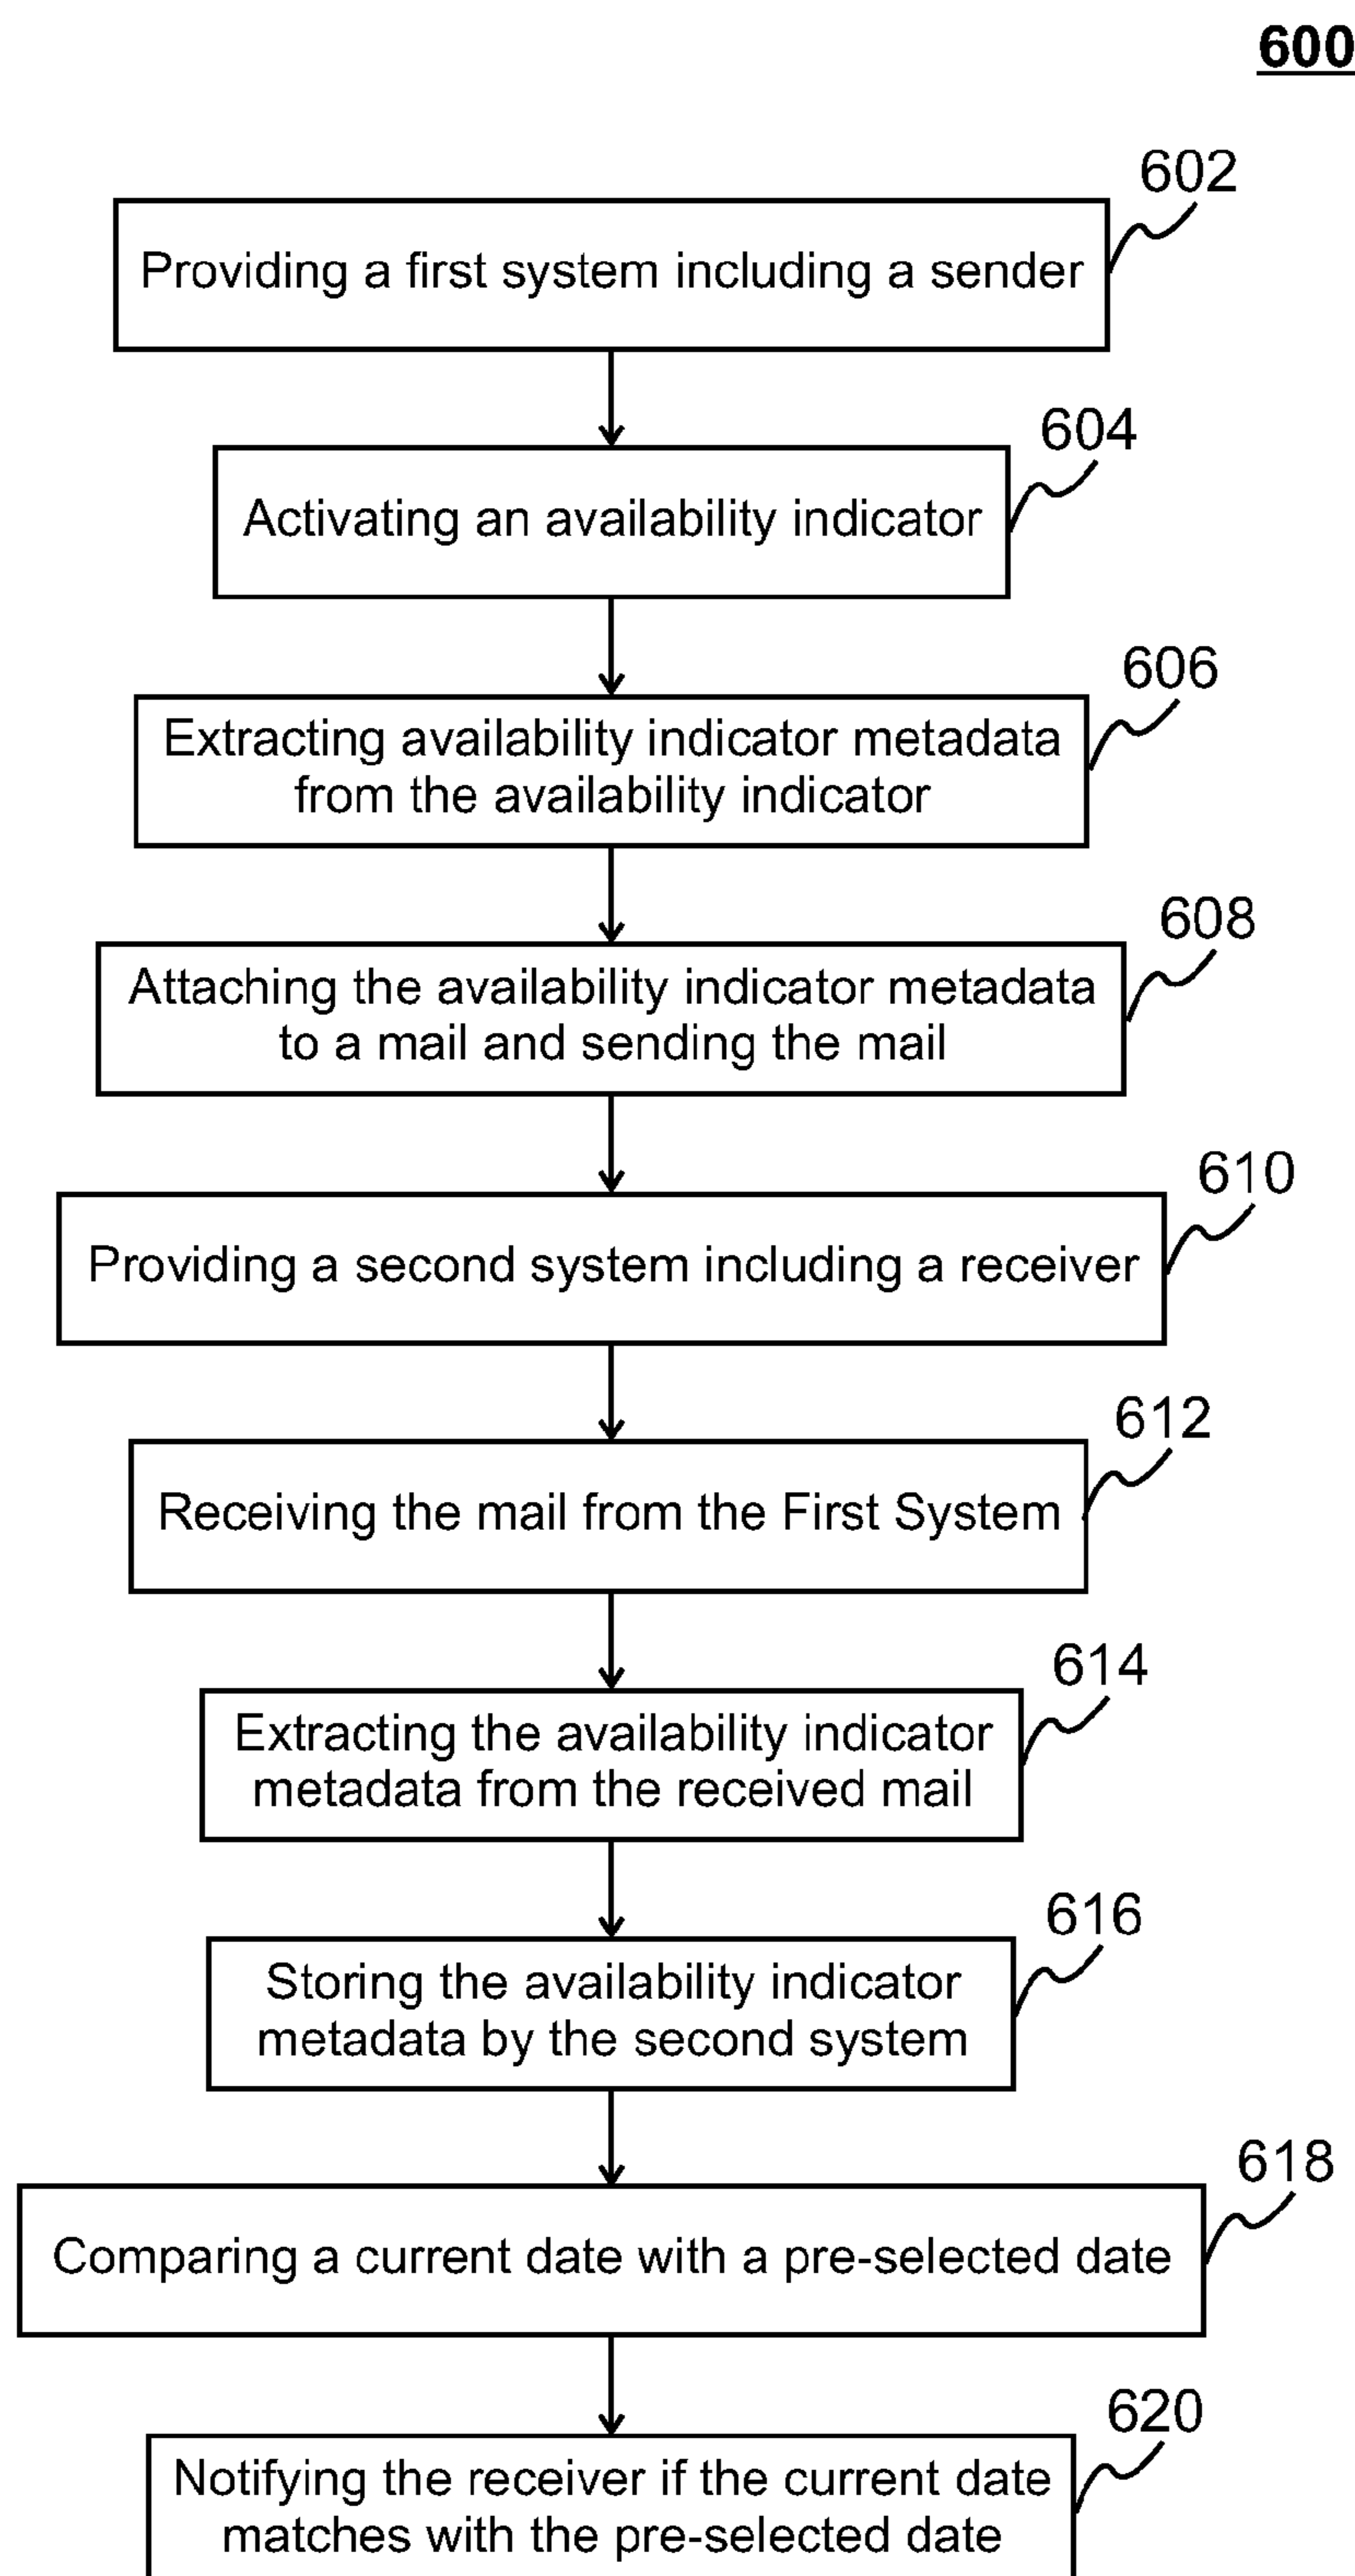 600
602
Providing a first system including a sender
604
Activating an availability indicator
606
Extracting availability indicator metadata
from the availability indicator
608
Attaching the availability indicator metadata
to a mail and sending the mail
610
Providing a second system including a receiver
612
Receiving the mail from the First System
614
Extracting the availability indicator
metadata from the received mail
616
Storing the availability indicator
metadata by the second system
618
Comparing a current date with a pre-selected date
620
Notifying the receiver if the current date
matches with the pre-selected date